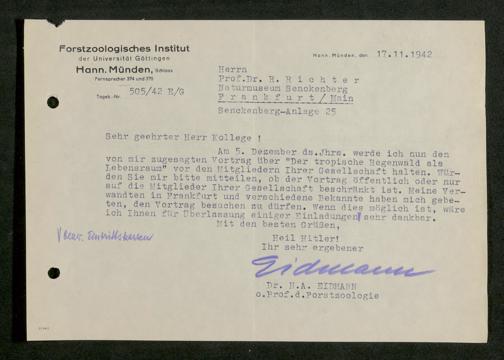 Forstzoologisches Institut
der Universität Göttingen
Hann. Münden, Schloss
Fernsprecher 374 und 375
Tageb.-Nr. 505/42 E/G
Hann. Münden, den 17.11.1942
Herrn
Prof.Dr. R. Richter
Naturmuseum Senckenberg
Frankfurt/Main
Senckenberg-Anlage 25
Sehr geehrter Herr Kollege !
Am 5. Dezember ds.Jhrs. werde ich nun den
von mir zugesagten Vortrag über "Der tropische Regenwald als
Lebensraum" vor den Mitgliedern Ihrer Gesellschaft halten. Wür-
den Sie mir bitte mitteilen, ob der Vortrag öffentlich oder nur
auf die Mitglieder Ihrer Gesellschaft beschränkt ist. Meine Ver-
wandten in Frankfurt und verschiedene Bekannte haben mich gebe-
ten, den Vortrag besuchen zu dürfen. Wenn dies möglich ist, wäre
ich Ihnen für Überlassung einiger Einladungen sehr dankbar.
bezw. Eintrittskarten
Mit den besten Grüßen,
Heil Hitler!
Ihr sehr ergebener
Eidmann
Dr. H.A. EIDMANN
o.Prof.d.Forstzoologie